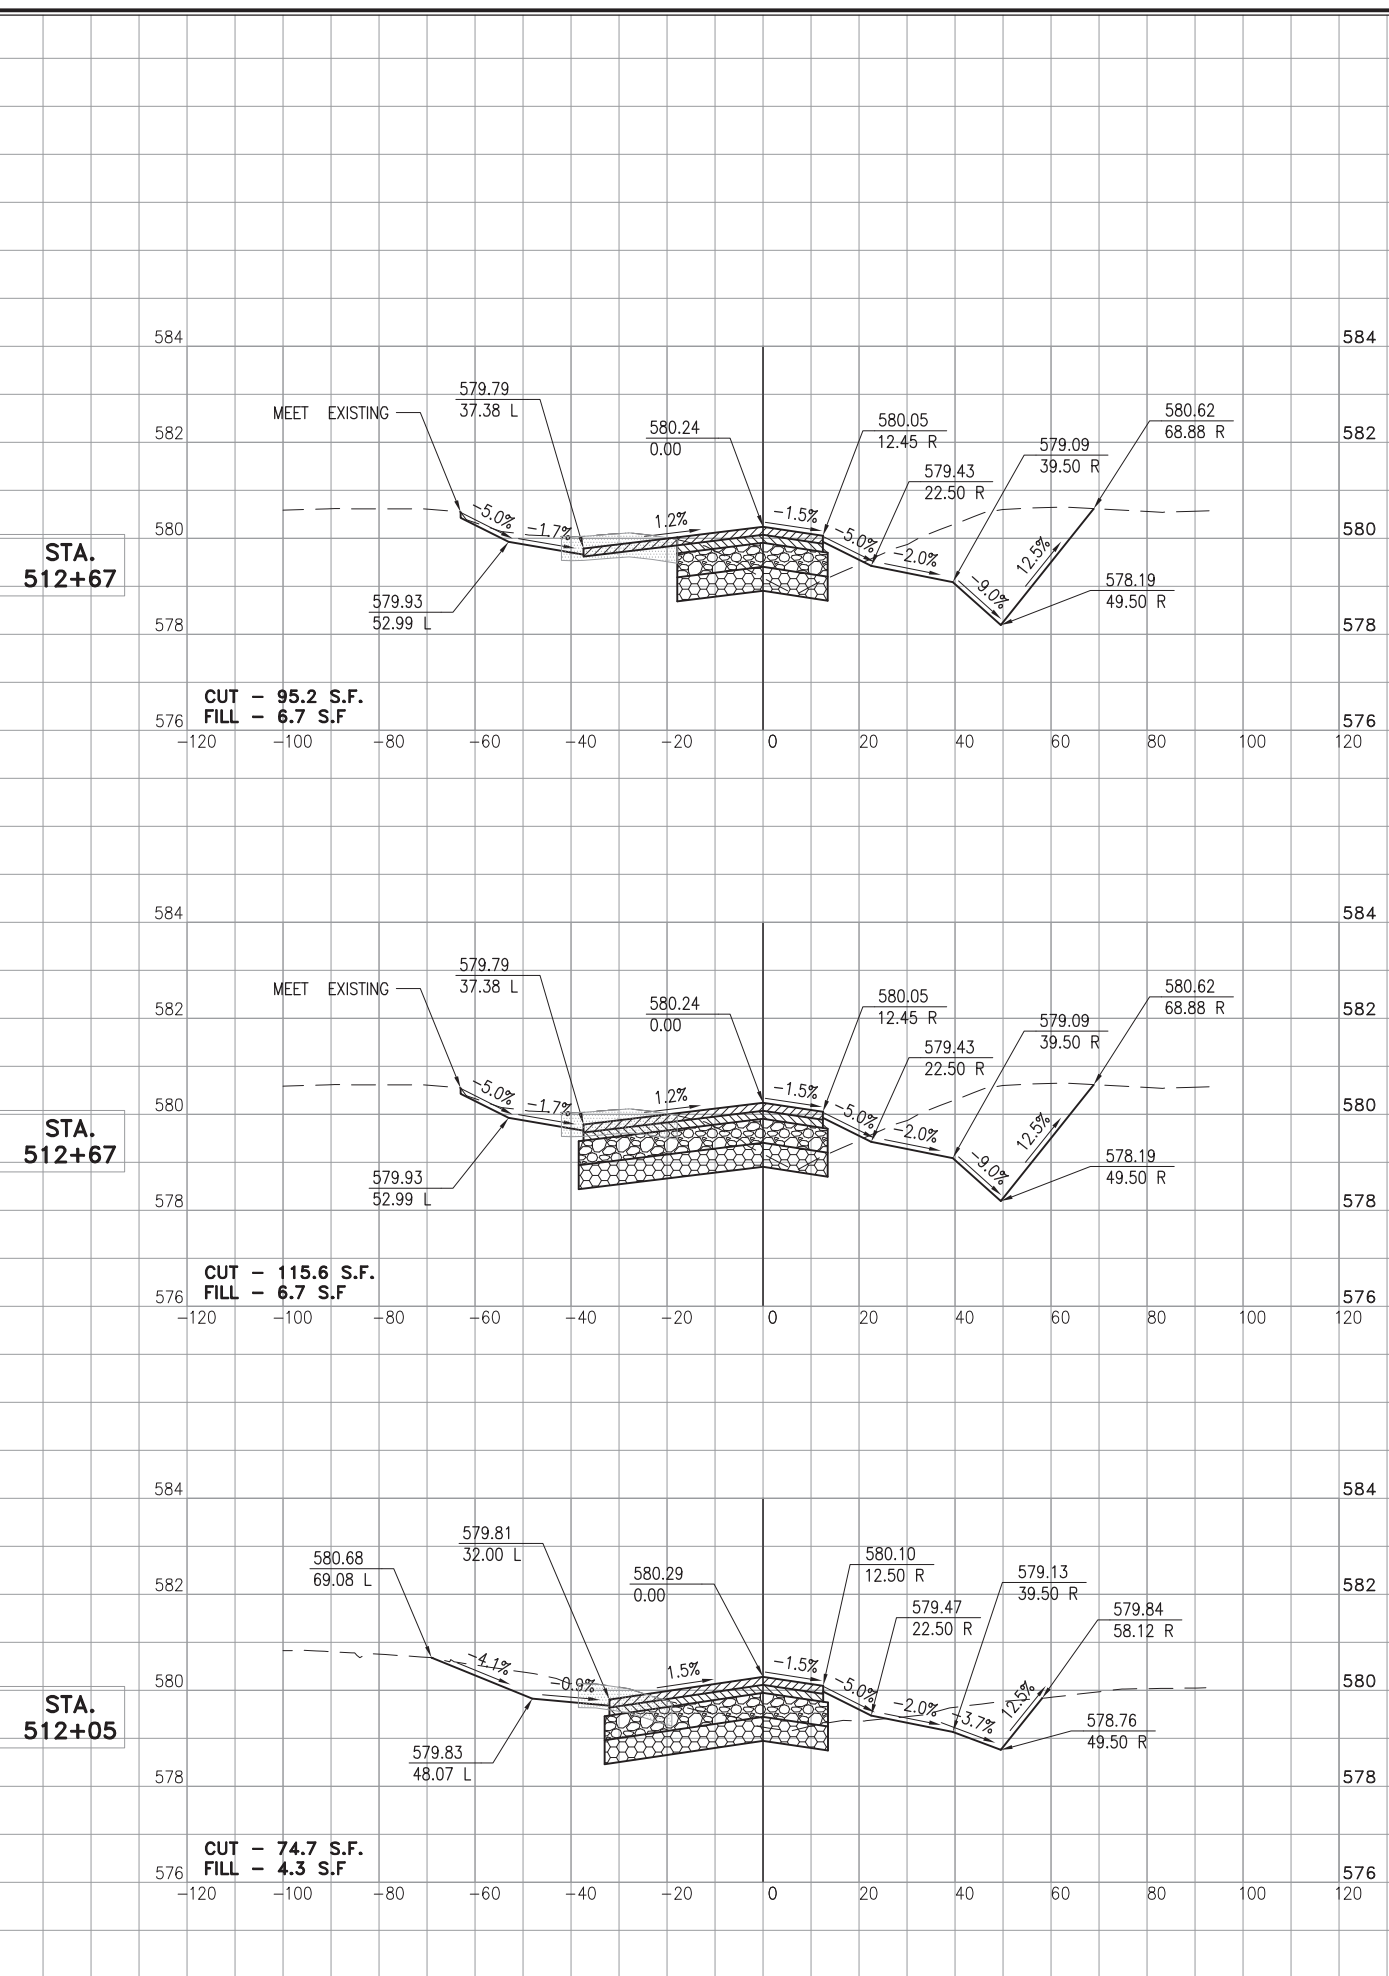 584
584
579.79
37.38 L
MEET EXISTING
580.24
0.00
580.05
12.45 R
580.62
68.88 R
582
582
579.09
39.50 R
579.43
22.50 R
-5.0%
-1.7%
1.2%
-1.5%
-5.0%
-2.0%
-9.0%
12.5%
580
580
STA.
512+67
578.19
49.50 R
579.93
52.99 L
578
578
CUT - 95.2 S.F.
FILL - 6.7 S.F
576
576
-120 -100 -80 -60 -40 -20 0 20 40 60 80 100 120
584
584
579.79
37.38 L
MEET EXISTING
580.24
0.00
580.05
12.45 R
580.62
68.88 R
582
582
579.09
39.50 R
579.43
22.50 R
-5.0%
-1.7%
1.2%
-1.5%
-5.0%
-2.0%
-9.0%
12.5%
580
580
STA.
512+67
578.19
49.50 R
579.93
52.99 L
578
578
CUT - 115.6 S.F.
FILL - 6.7 S.F
576
576
-120 -100 -80 -60 -40 -20 0 20 40 60 80 100 120
584
584
579.81
32.00 L
580.68
69.08 L
580.29
0.00
580.10
12.50 R
579.13
39.50 R
582
582
579.47
22.50 R
579.84
58.12 R
-4.1%
-0.9%
1.5%
-1.5%
-5.0%
-2.0%
-3.7%
12.5%
580
580
STA.
512+05
578.76
49.50 R
579.83
48.07 L
578
578
CUT - 74.7 S.F.
FILL - 4.3 S.F
576
576
-120 -100 -80 -60 -40 -20 0 20 40 60 80 100 120